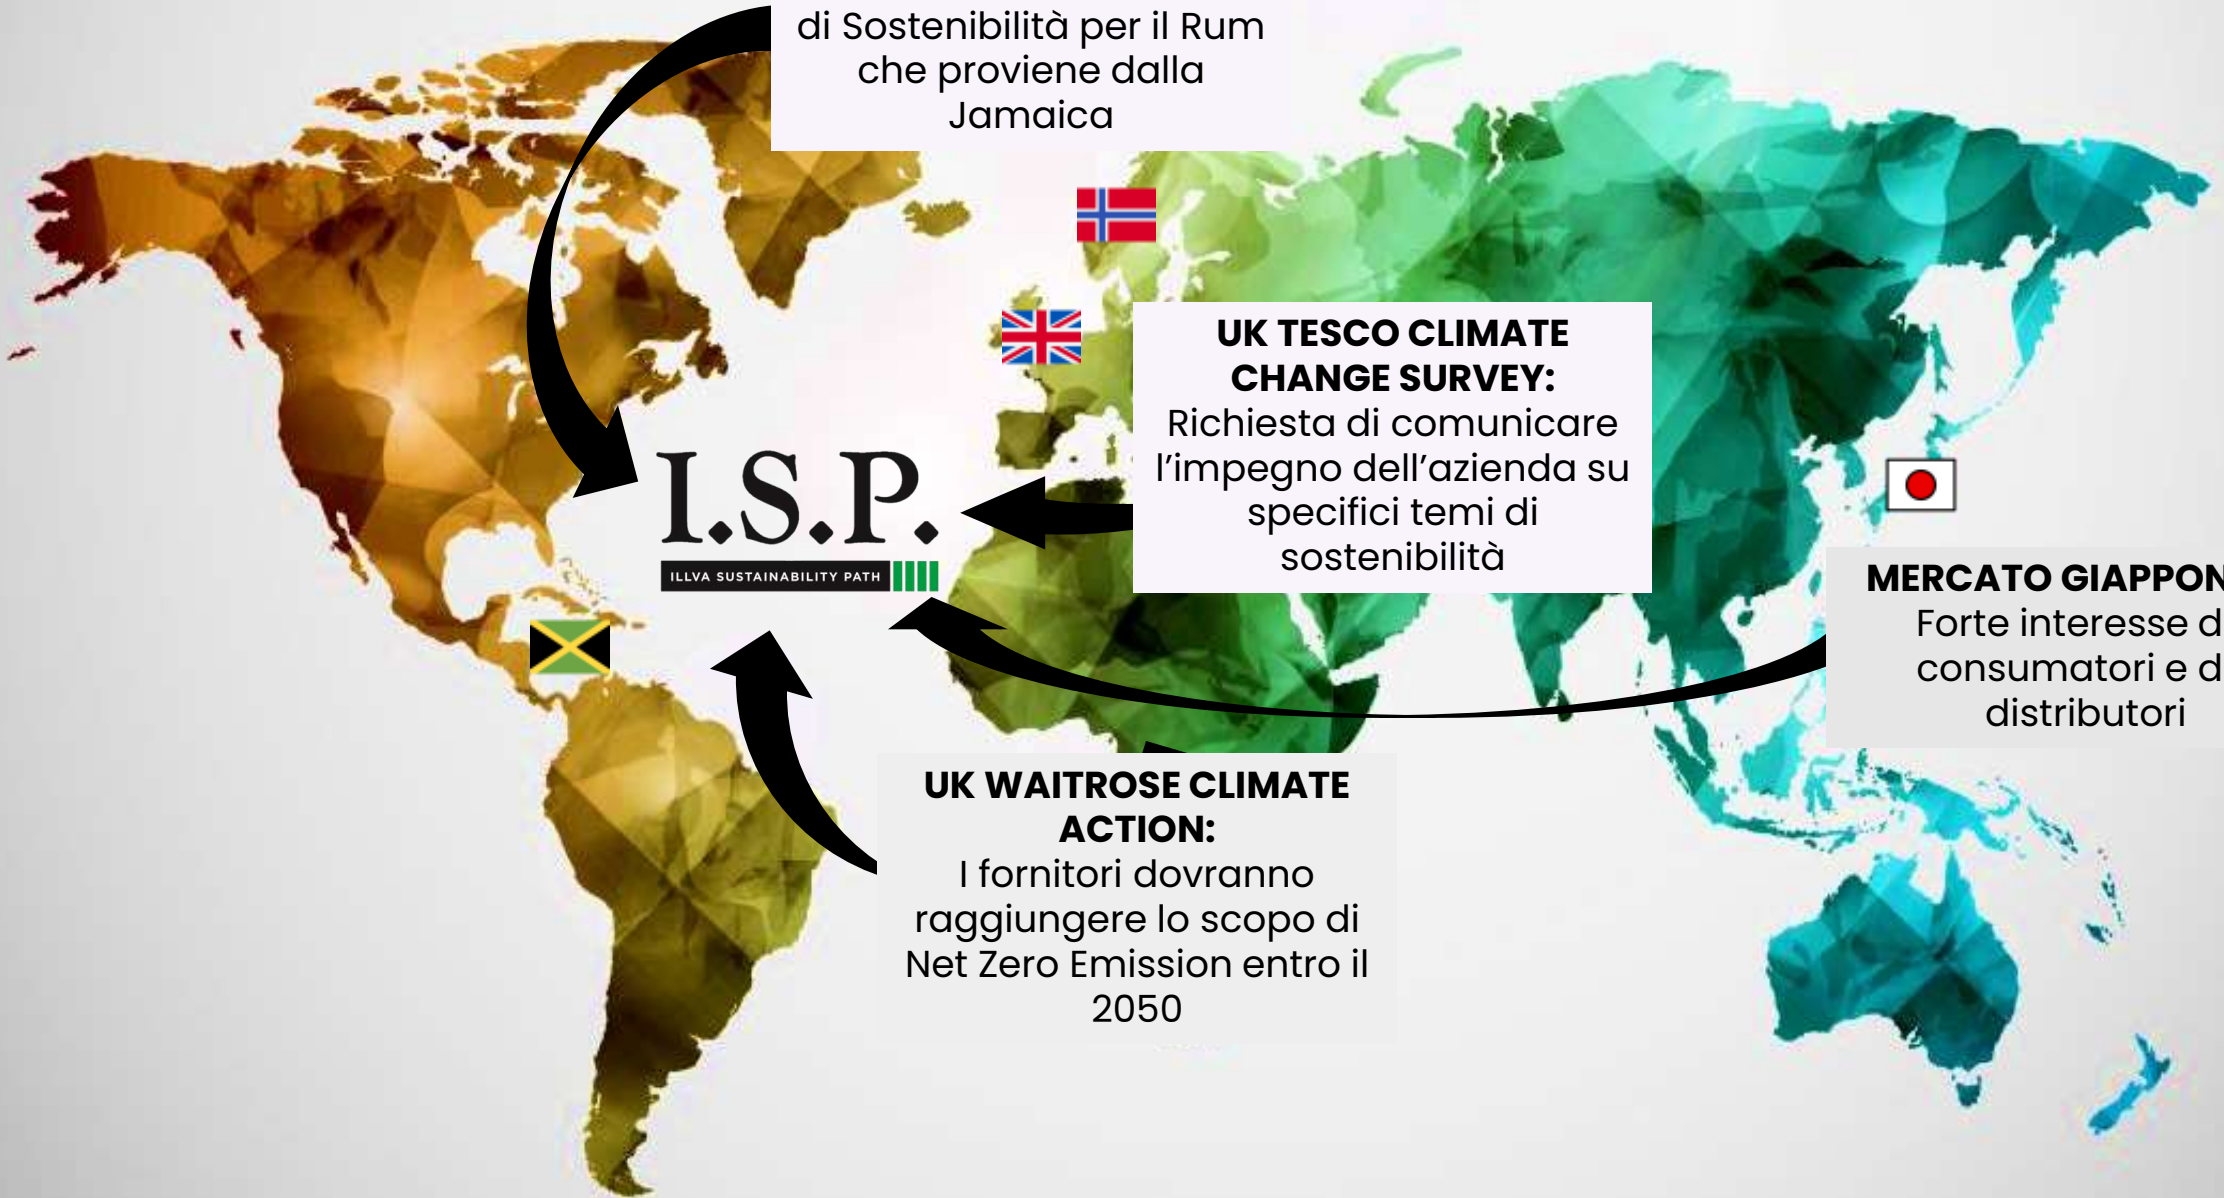 di Sostenibilità per il Rum
che proviene dalla
Jamaica
UK TESCO CLIMATE
CHANGE SURVEY:
Richiesta di comunicare
l'impegno dell'azienda su
specifici temi di
sostenibilità
I.S.P.
ILLVA SUSTAINABILITY PATH
MERCATO
Forte interesse
consumatori e
distributori
UK WAITROSE CLIMATE
ACTION:
I fornitori dovranno
raggiungere lo scopo di
Net Zero Emission entro il
2050